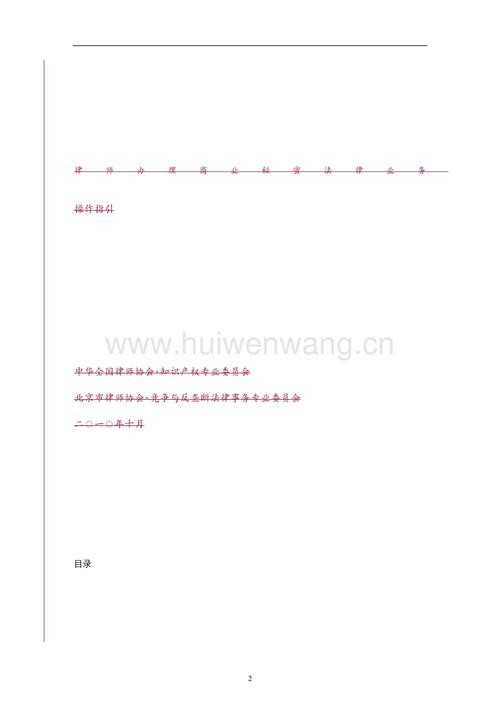 律师办理商业秘密法律业务
操作指引
www.huiwenwang.cn
中华全国律师协会·知识产权专业委员会
北京市律师协会·竞争与反垄断法律事务专业委员会
二〇一〇年十月
目录
2